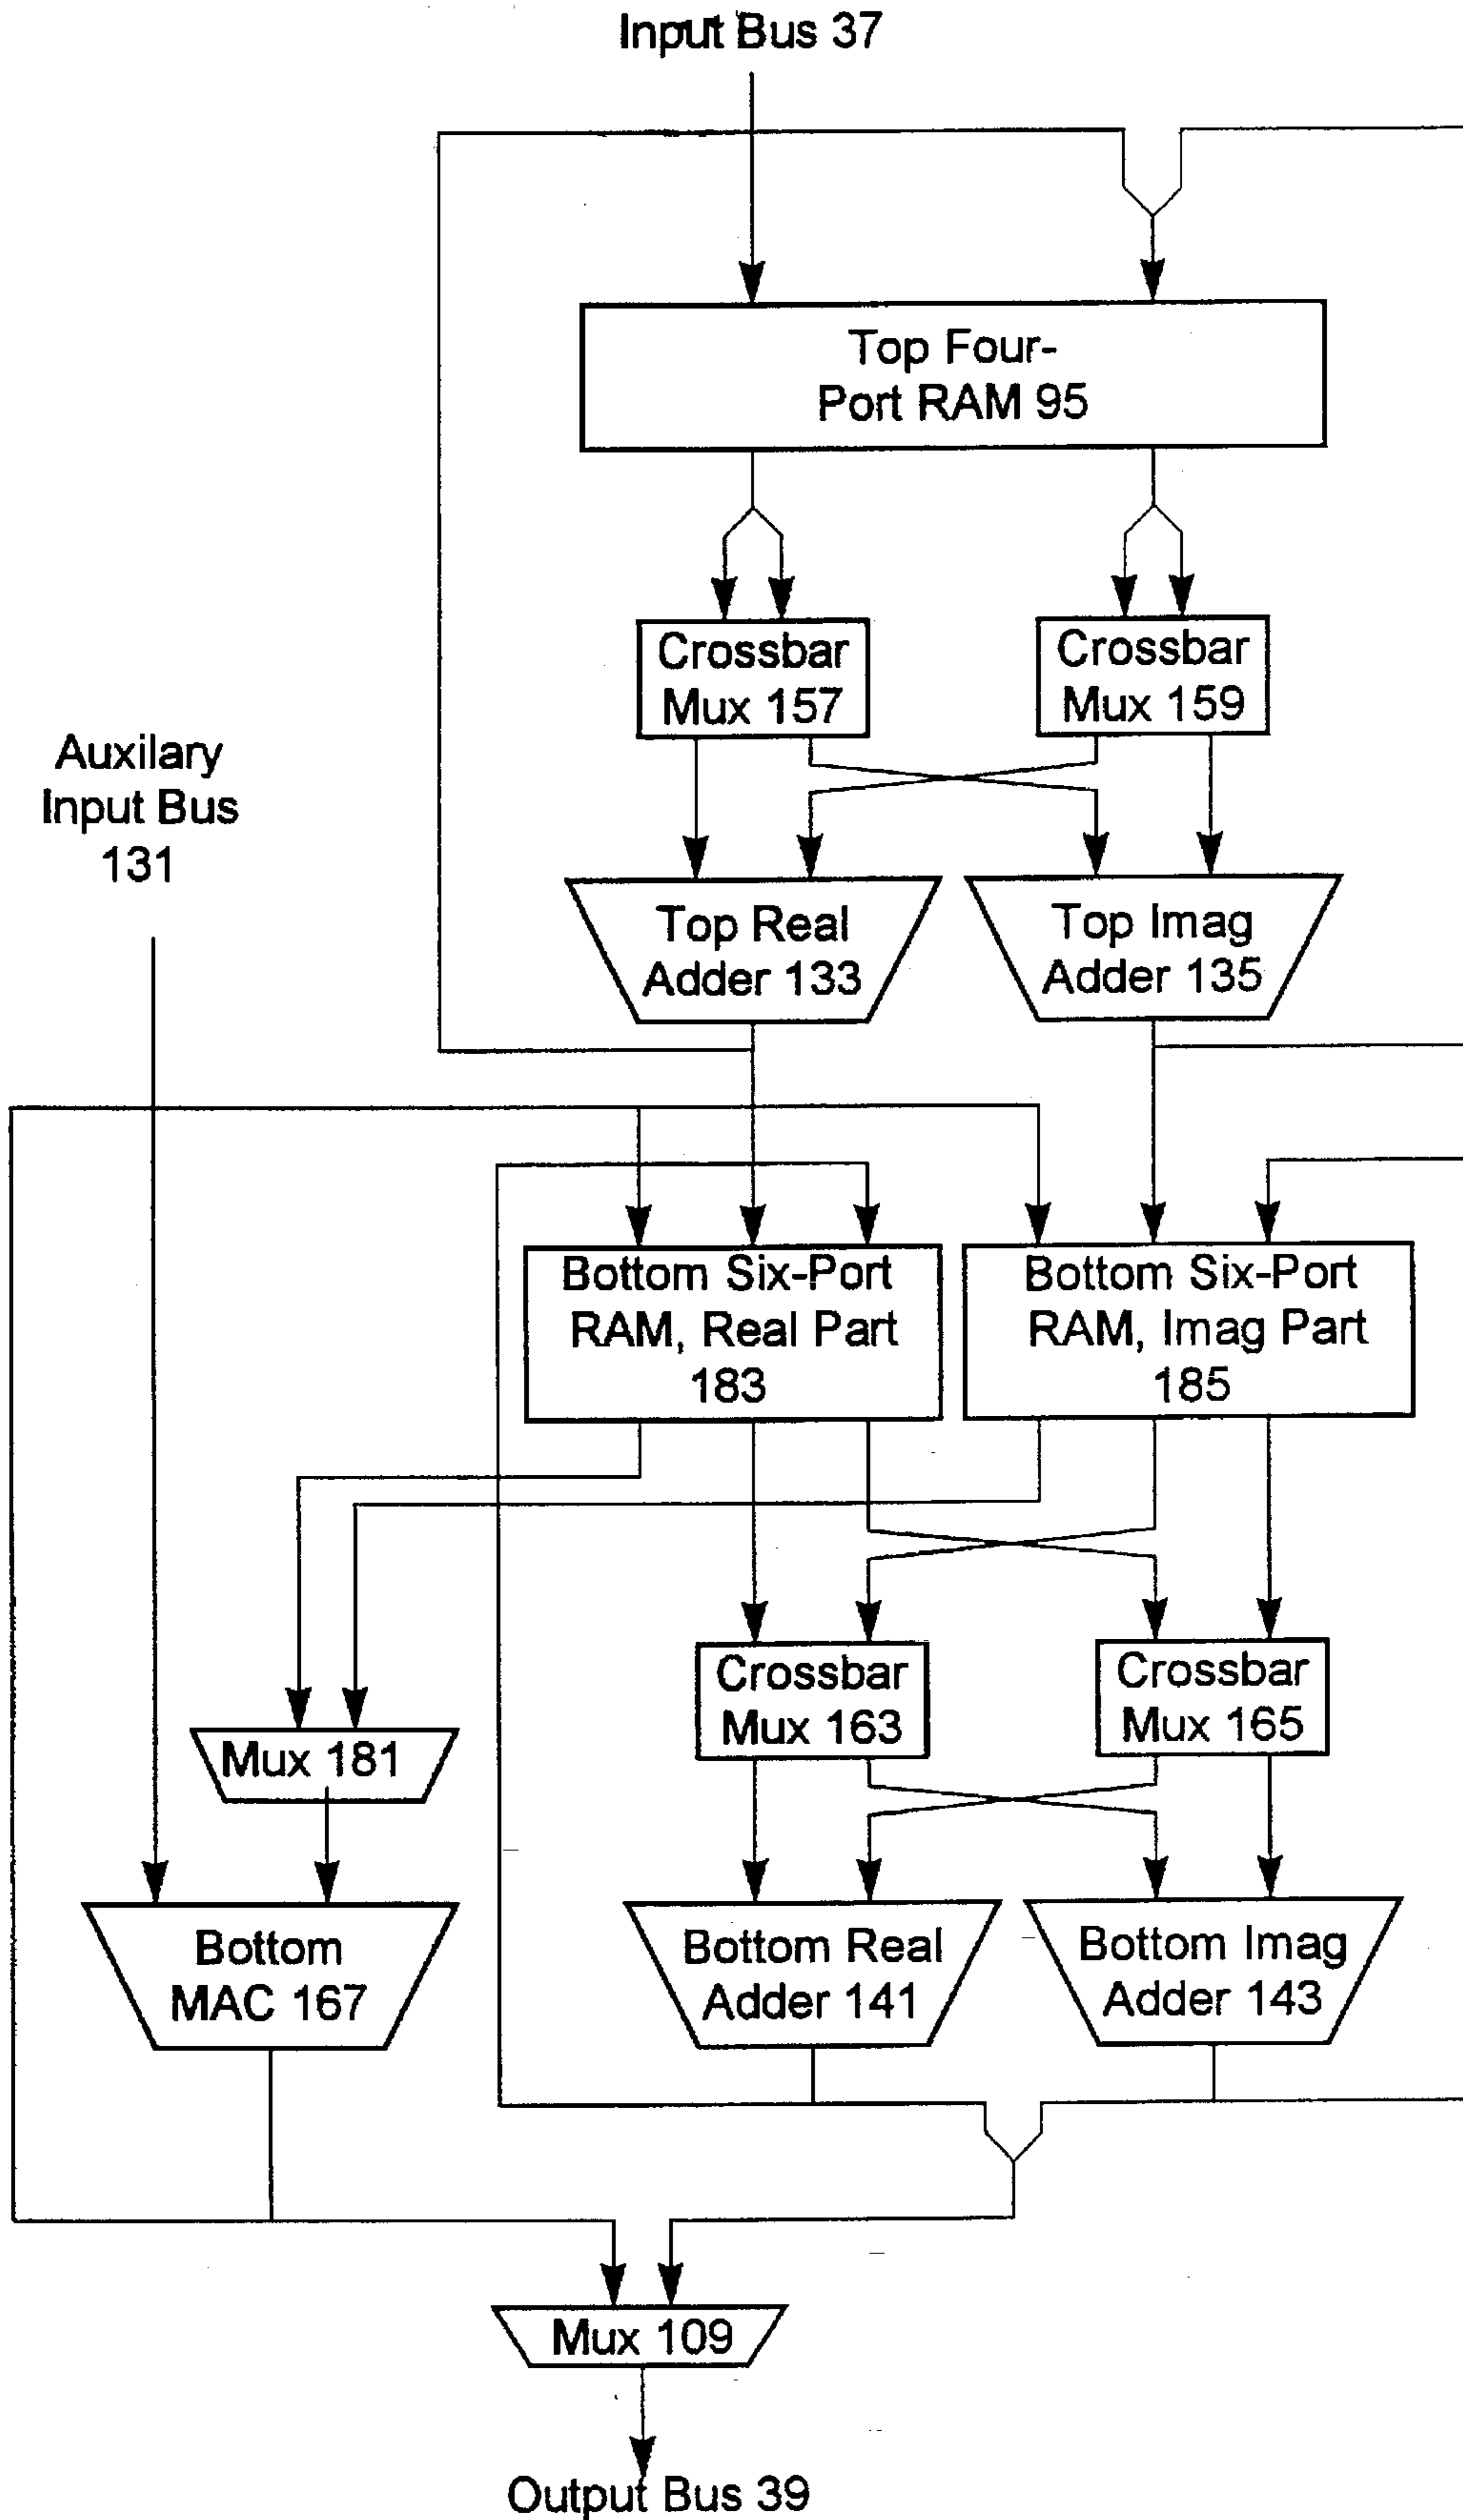 Input Bus 37
Top Four-
Port RAM 95
Crossbar
Mux 157
Crossbar
Mux 159
Auxilary
Input Bus
131
Top Real
Adder 133
Top Imag
Adder 135
Bottom Six-Port
RAM, Real Part
183
Bottom Six-Port
RAM, Imag Part
185
Crossbar
Mux 163
Crossbar
Mux 165
Mux 181
Bottom
MAC 167
Bottom Real
Adder 141
Bottom Imag
Adder 143
Mux 109
Output Bus 39